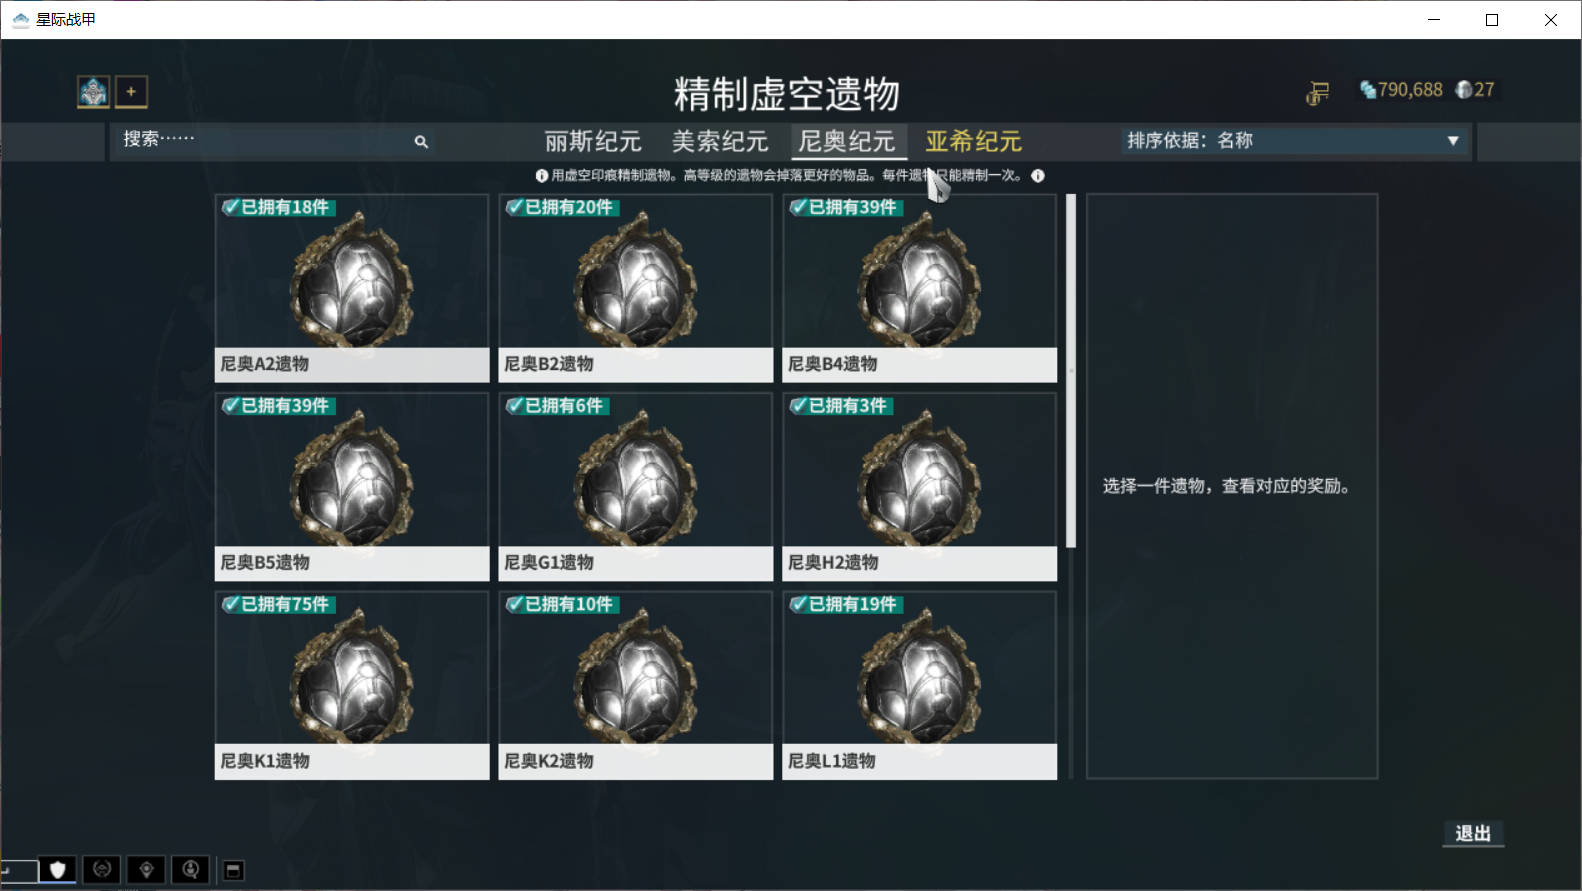 星际战甲
精制虚空遗物
790,688
27
搜索……
丽斯纪元
美索纪元
尼奥纪元
亚希纪元
排序依据：名称
用虚空印痕精制遗物。高等级的遗物会掉落更好的物品。每件遗物只能精制一次。
已拥有18件
已拥有20件
已拥有39件
尼奥A2遗物
尼奥B2遗物
尼奥B4遗物
已拥有39件
已拥有6件
已拥有3件
选择一件遗物，查看对应的奖励。
尼奥B5遗物
尼奥G1遗物
尼奥H2遗物
已拥有75件
已拥有10件
已拥有19件
尼奥K1遗物
尼奥K2遗物
尼奥L1遗物
退出